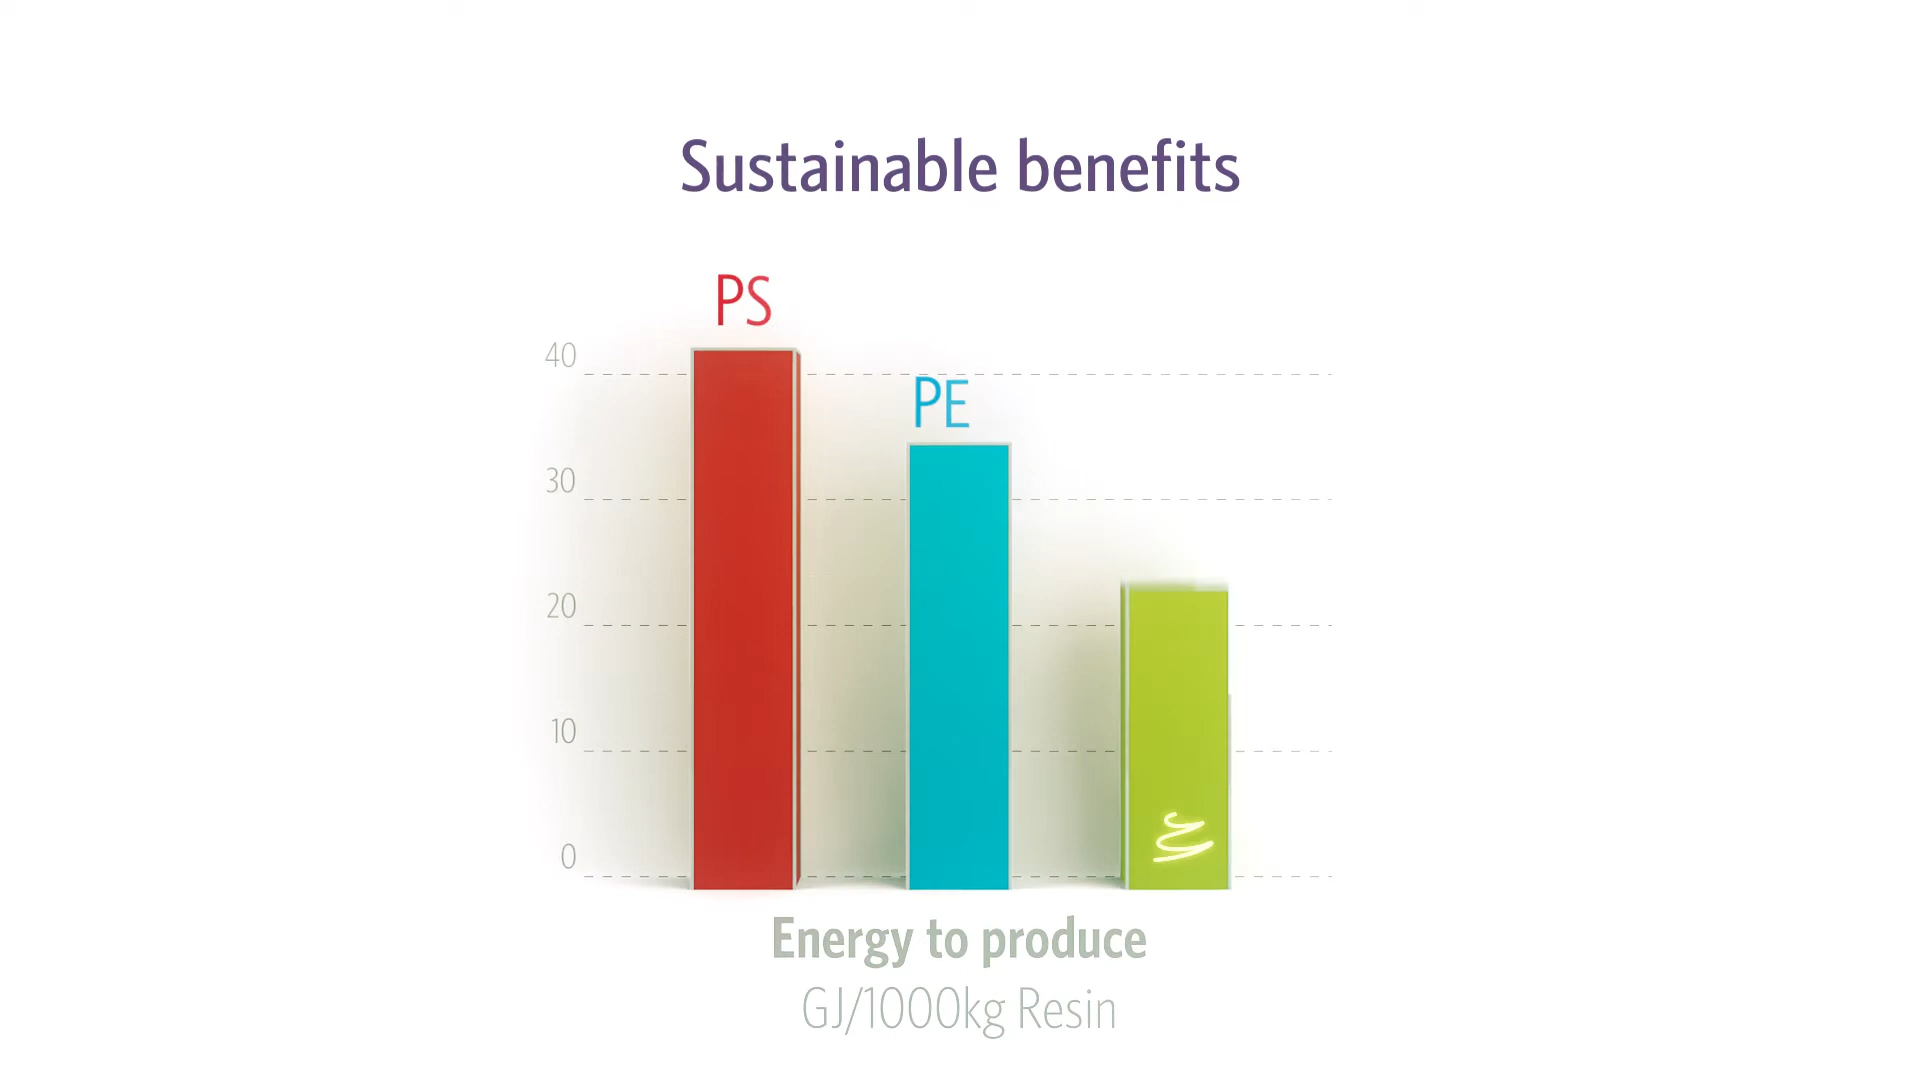 Sustainable benefits
PS
40
PE
30
20
10
0
Energy to produce
GJ/1000kg Resin